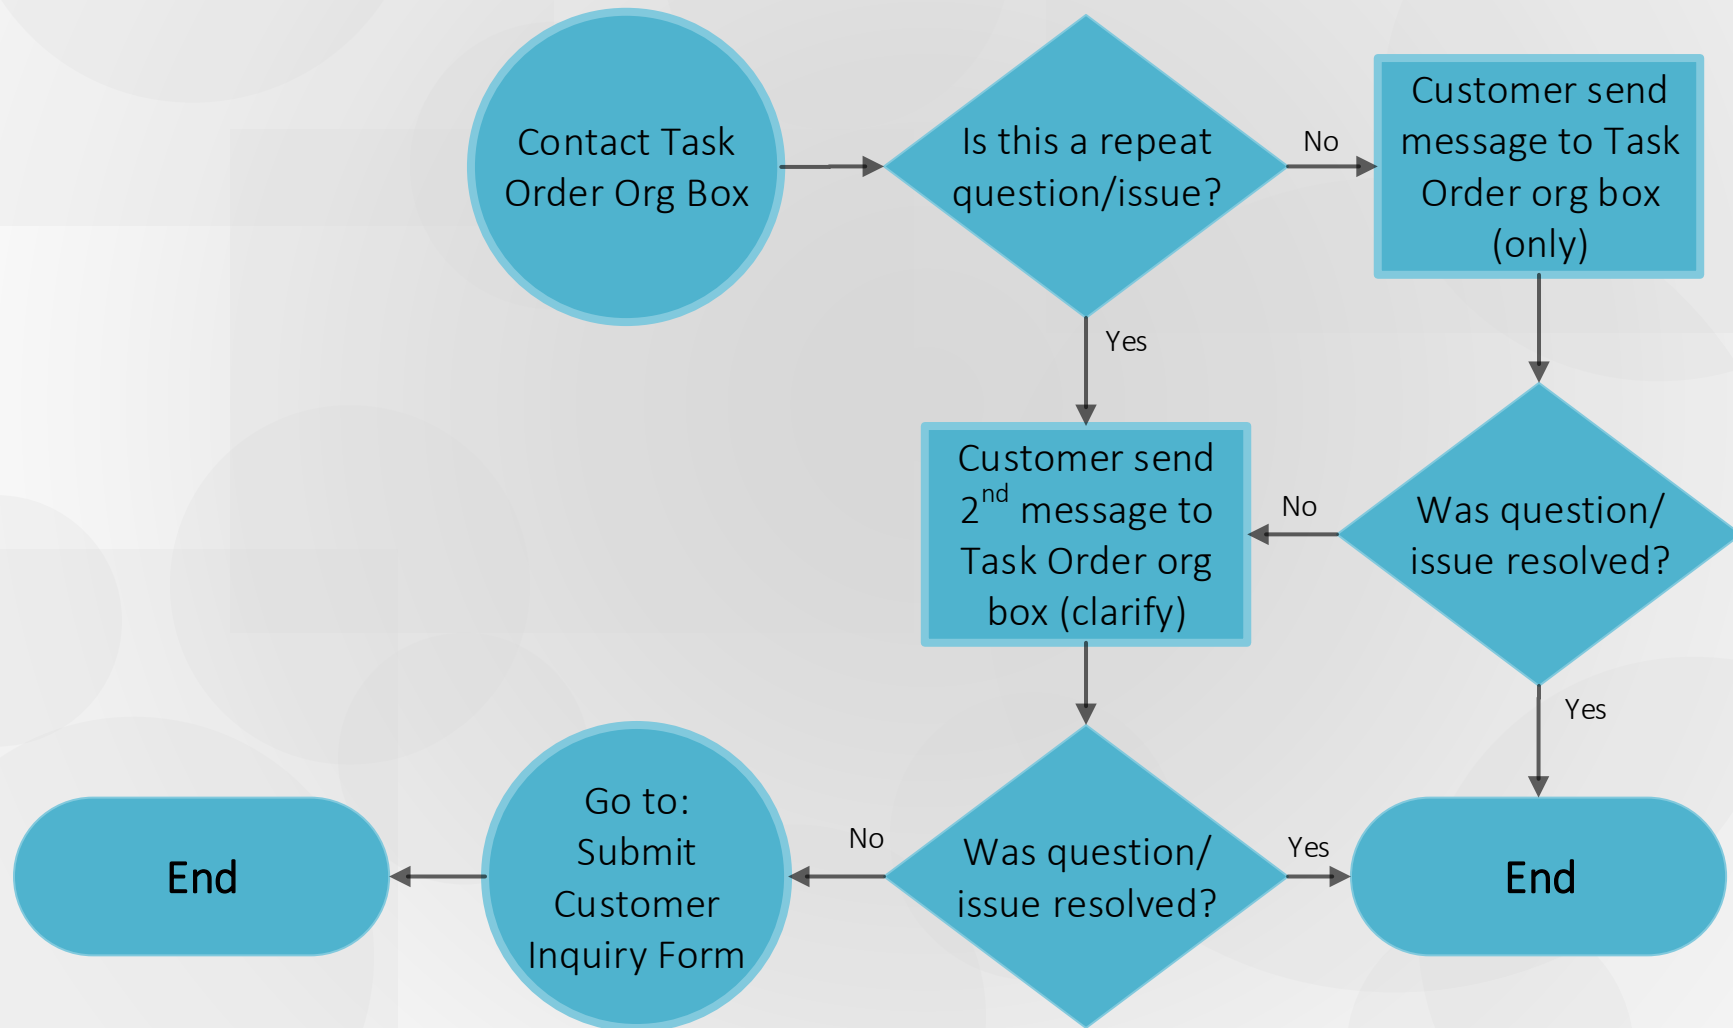 Contact Task
Order Org Box
Is this a repeat
question/issue?
No
Customer send
message to Task
Order org box
(only)
Yes
Customer send
2nd message to
Task Order org
box (clarify)
No
Was question/
issue resolved?
Yes
End
Go to:
Submit
Customer
Inquiry Form
No
Was question/
issue resolved?
Yes
End